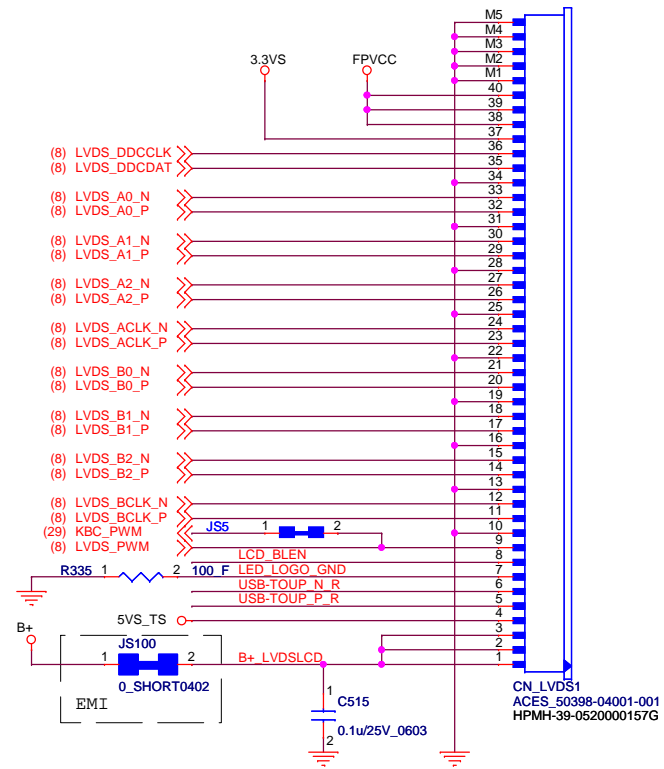 M5
M4
M3
M2
M1
3.3VS FPVCC
40
39
38
37
(8) LVDS_DDCCLK 36
(8) LVDS_DDCDAT 35
34
(8) LVDS_A0_N 33
(8) LVDS_A0_P 32
31
(8) LVDS_A1_N 30
(8) LVDS_A1_P 29
28
(8) LVDS_A2_N 27
(8) LVDS_A2_P 26
25
(8) LVDS_ACLK_N 24
(8) LVDS_ACLK_P 23
22
(8) LVDS_B0_N 21
(8) LVDS_B0_P 20
19
(8) LVDS_B1_N 18
(8) LVDS_B1_P 17
16
(8) LVDS_B2_N 15
(8) LVDS_B2_P 14
13
(8) LVDS_BCLK_N 12
(8) LVDS_BCLK_P 11
(29) KBC_PWM JS5 1 2 10
(8) LVDS_PWM 9
LCD_BLEN 8
R335 1 2 100_F LED_LOGO_GND 7
USB-TOUP_N_R 6
USB-TOUP_P_R 5
5VS_TS 4
B+ 3
JS100 2
1 2 B+_LVDSLCD 1
0_SHORT0402
EMI
1
C515
0.1u/25V_0603
2
CN_LVDS1
ACES_50398-04001-001
HPMH-39-0520000157G